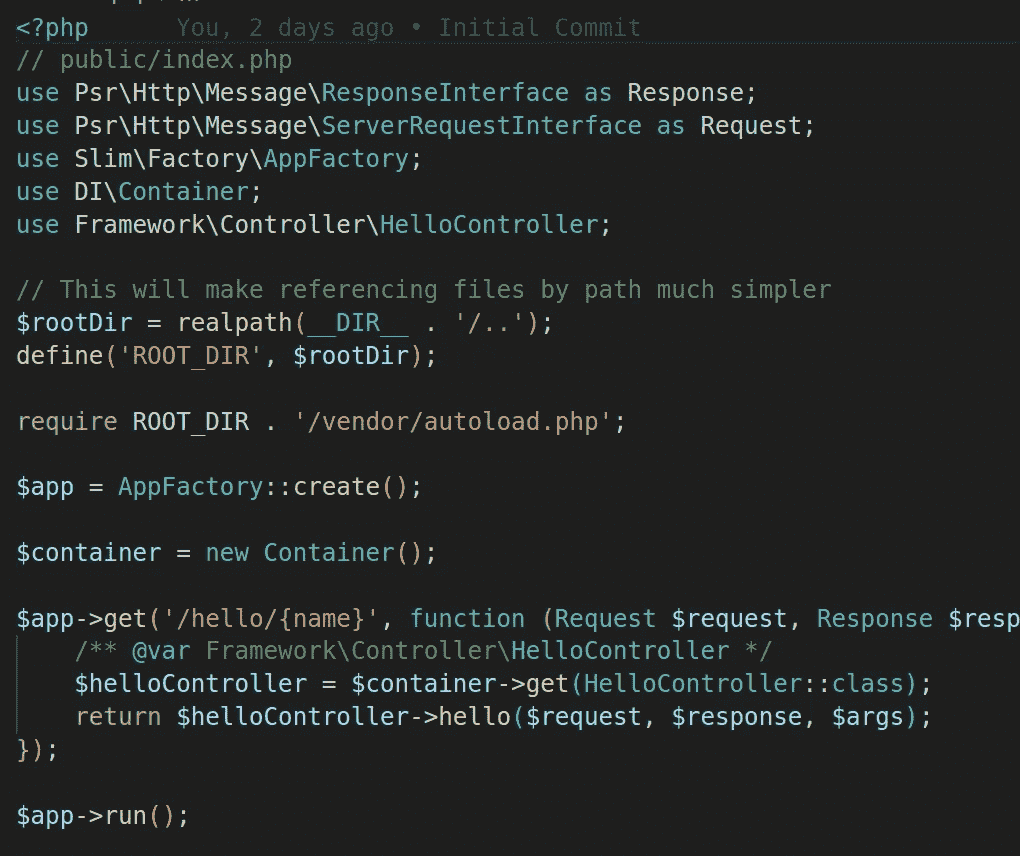 <?php You, 2 days ago • Initial Commit
// public/index.php
use Psr\Http\Message\ResponseInterface as Response;
use Psr\Http\Message\ServerRequestInterface as Request;
use Slim\Factory\AppFactory;
use DI\Container;
use Framework\Controller\HelloController;
// This will make referencing files by path much simpler
$rootDir = realpath(__DIR__ . '/..');
define('ROOT_DIR', $rootDir);
require ROOT_DIR . '/vendor/autoload.php';
$app = AppFactory::create();
$container = new Container();
$app->get('/hello/{name}', function (Request $request, Response $resp
/** @var Framework\Controller\HelloController */
$helloController = $container->get(HelloController::class);
return $helloController->hello($request, $response, $args);
});
$app->run();